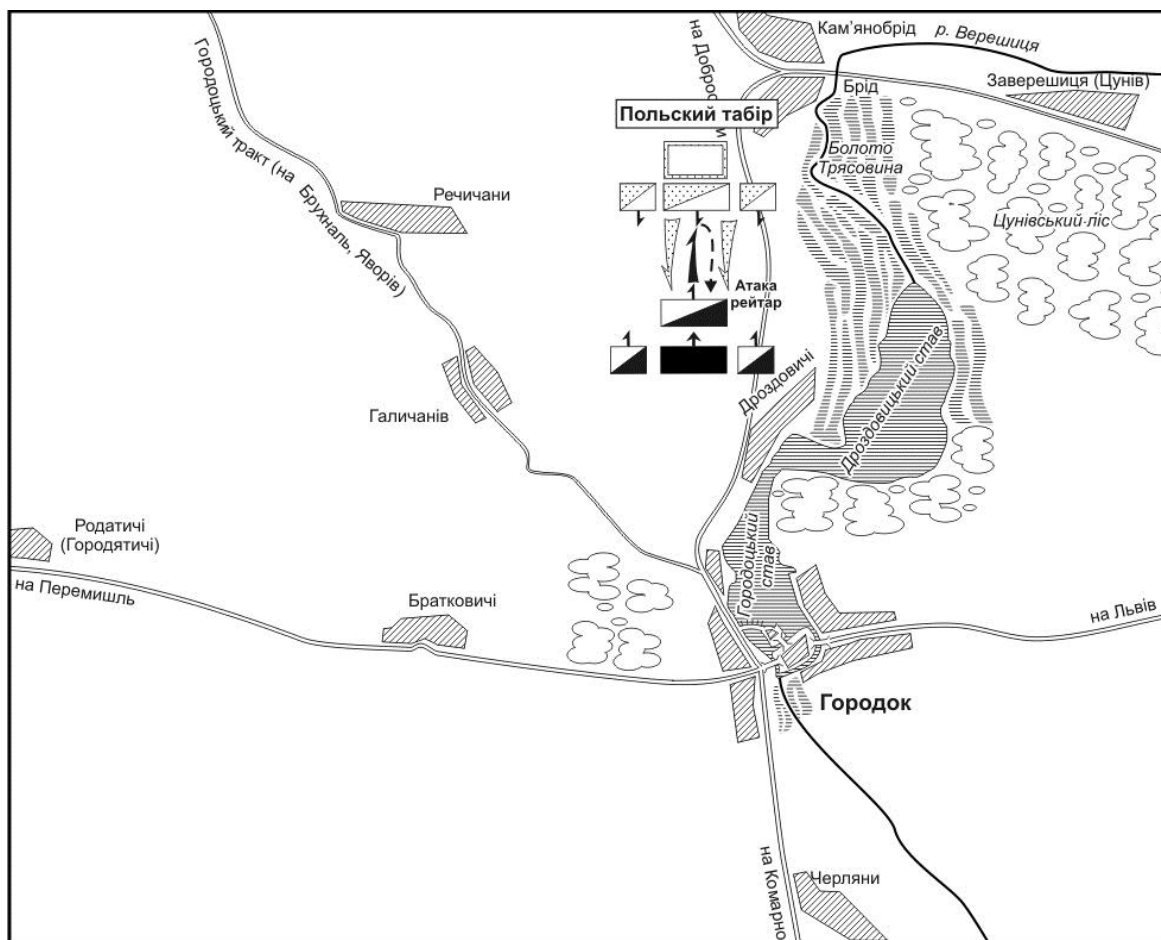 Кам’янобрід
р. Верешиця
Заверешиця (Цунів)
Брід
на Доброс
и
Польский табір
Болото
Трясовина
Цунівський ліс
Городоцький тракт (на Брухналь, Яворів)
Речичани
Атака
рейтар
Дроздовичі
Дроздовицький став
Галичанів
Родатичі
(Городятичі)
на Перемишль
Братковичі
Городоцький
став
на Львів
Городок
на Комарно
Черляни